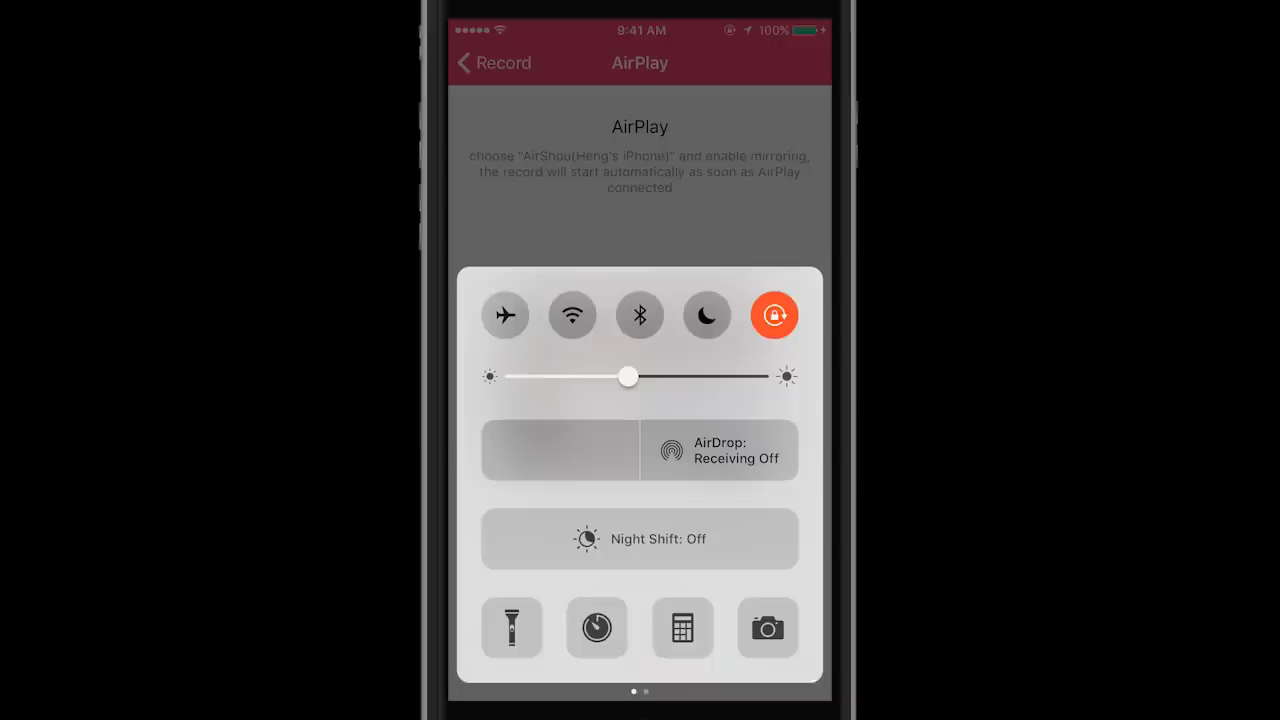 9:41 AM
100%
Record
AirPlay
AirPlay
choose "AirShou(Heng's iPhone)" and enable mirroring,
the record will start automatically as soon as AirPlay
connected
AirDrop:
Receiving Off
Night Shift: Off